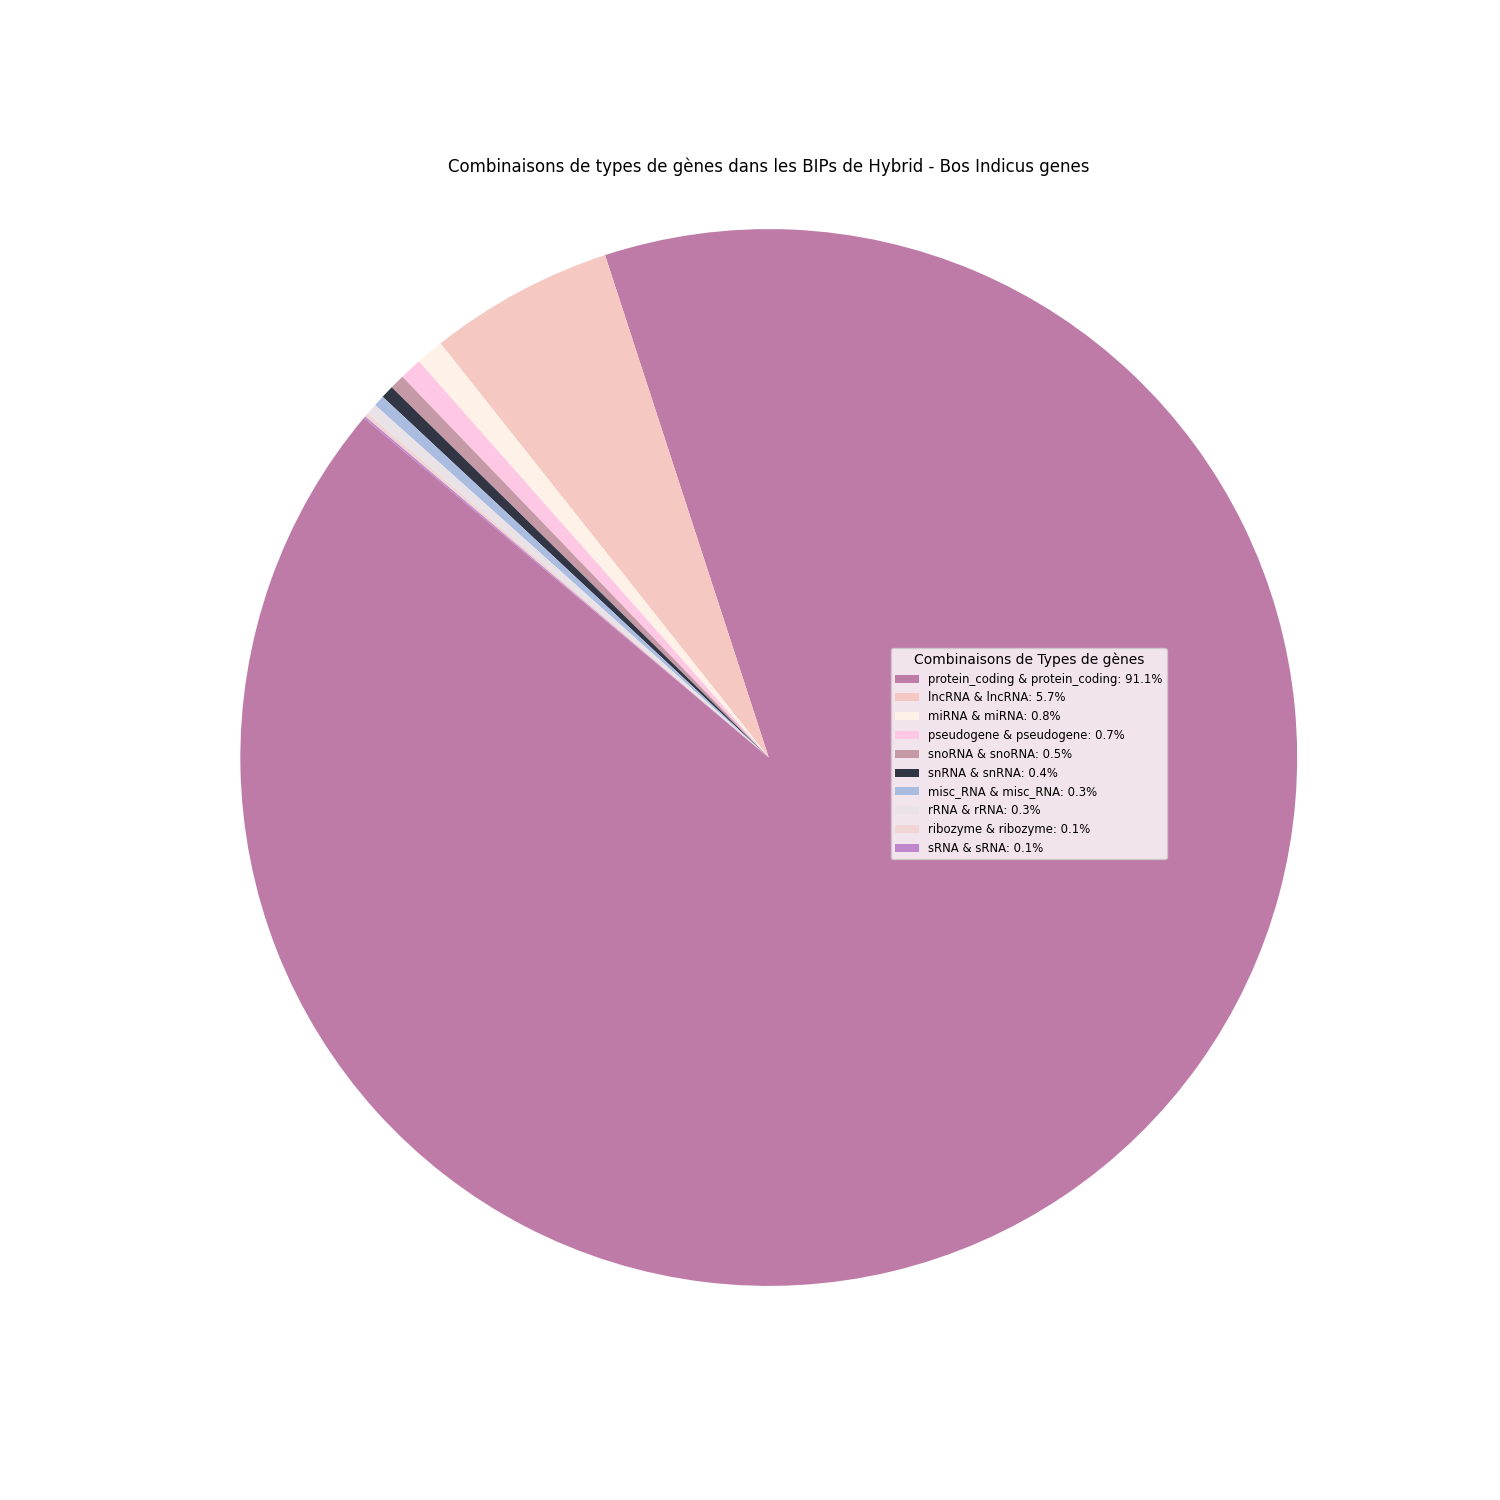 Combinaisons de types de gènes dans les BIPs de Hybrid - Bos Indicus genes
Combinaisons de Types de gènes
protein_coding & protein_coding: 91.1%
lncRNA & lncRNA: 5.7%
miRNA & miRNA: 0.8%
pseudogene & pseudogene: 0.7%
snoRNA & snoRNA: 0.5%
snRNA & snRNA: 0.4%
misc_RNA & misc_RNA: 0.3%
rRNA & rRNA: 0.3%
ribozyme & ribozyme: 0.1%
sRNA & sRNA: 0.1%